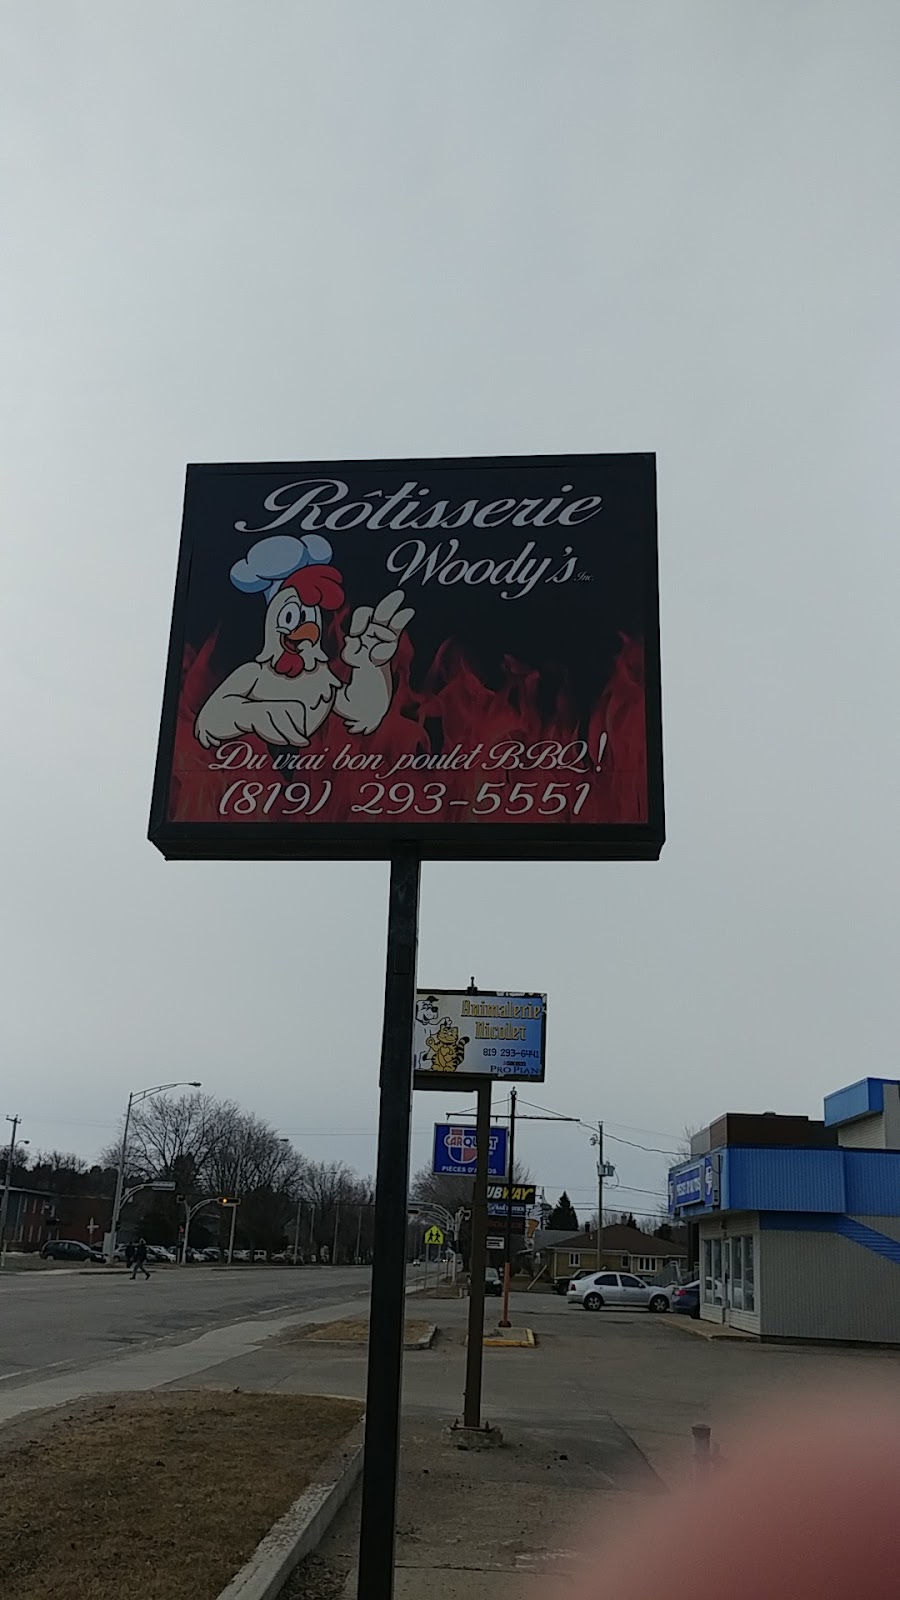 Rôtisserie
Woody's Inc.
Du vrai bon poulet BBQ!
(819) 293-5551
Animalerie
Nicolet
819 293-6441
PRO PLAN
CARQUEST
PIÈCES D'AUTOS
SUBWAY